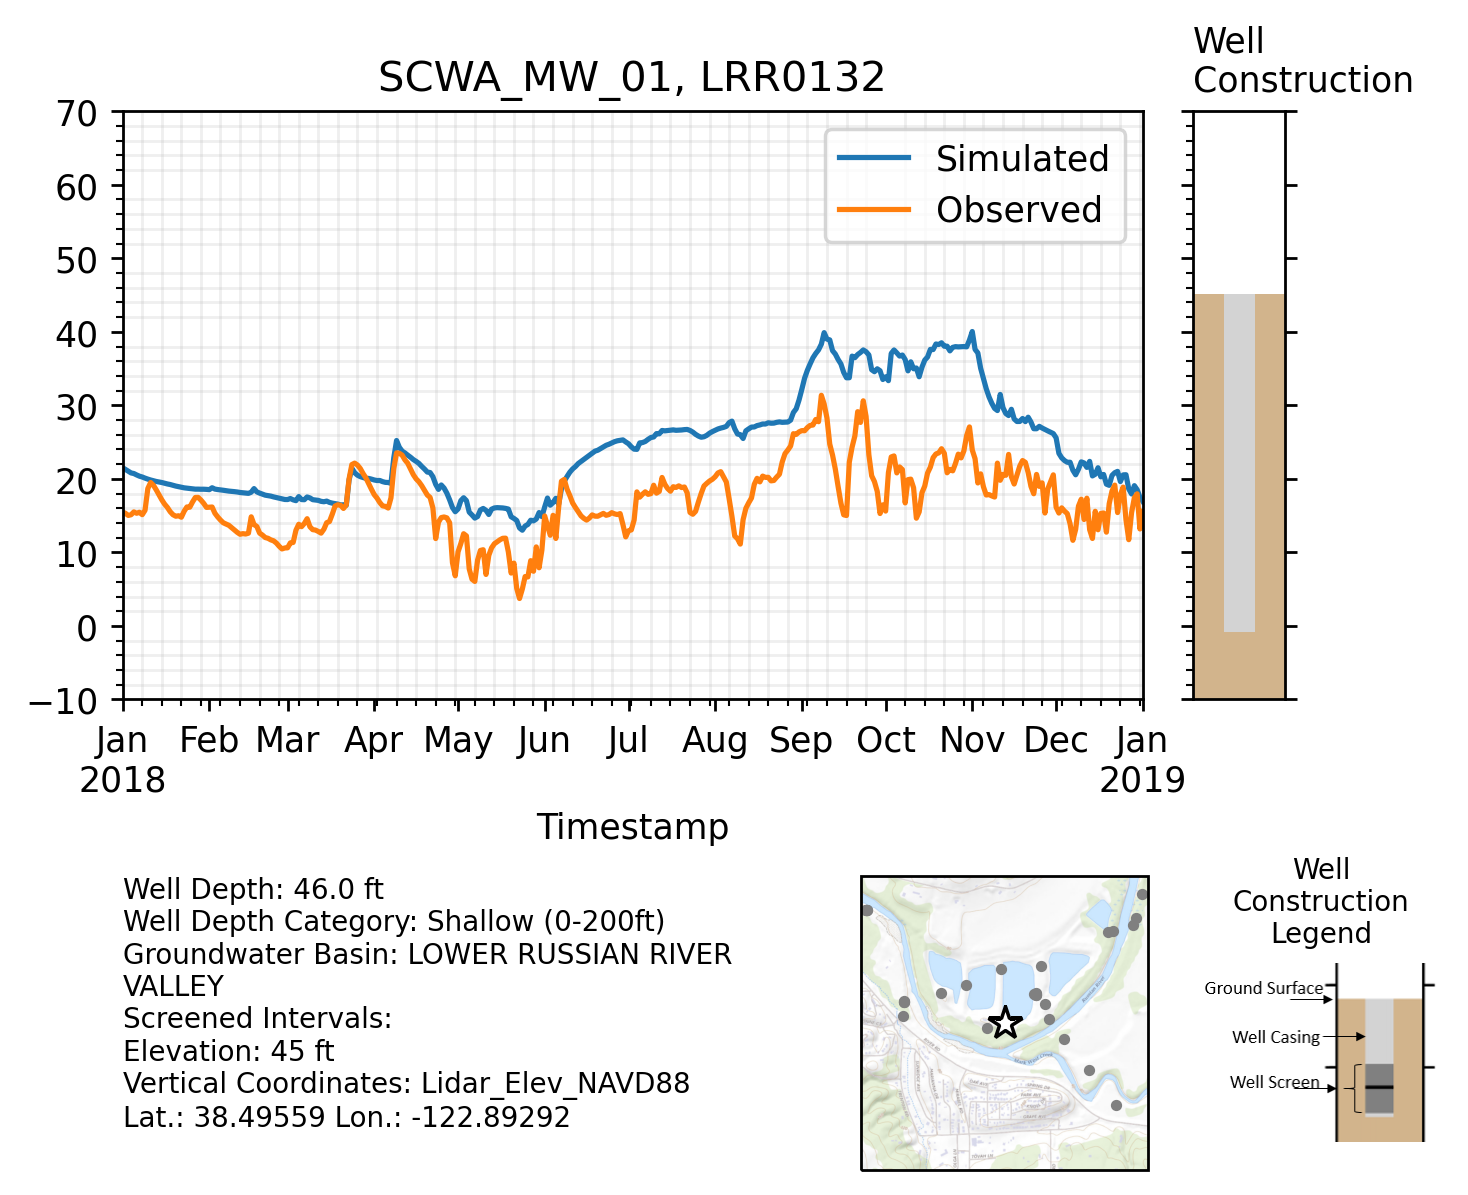 Well
Construction
SCWA_MW_01, LRR0132
70
60
50
40
30
20
10
0
−10
Simulated
Observed
Jan Feb Mar Apr May Jun Jul Aug Sep Oct Nov Dec Jan
2018 2019
Timestamp
Well Depth: 46.0 ft
Well Depth Category: Shallow (0-200ft)
Groundwater Basin: LOWER RUSSIAN RIVER
VALLEY
Screened Intervals:
Elevation: 45 ft
Vertical Coordinates: Lidar_Elev_NAVD88
Lat.: 38.49559 Lon.: -122.89292
Well
Construction
Legend
Ground Surface
Well Casing
Well Screen